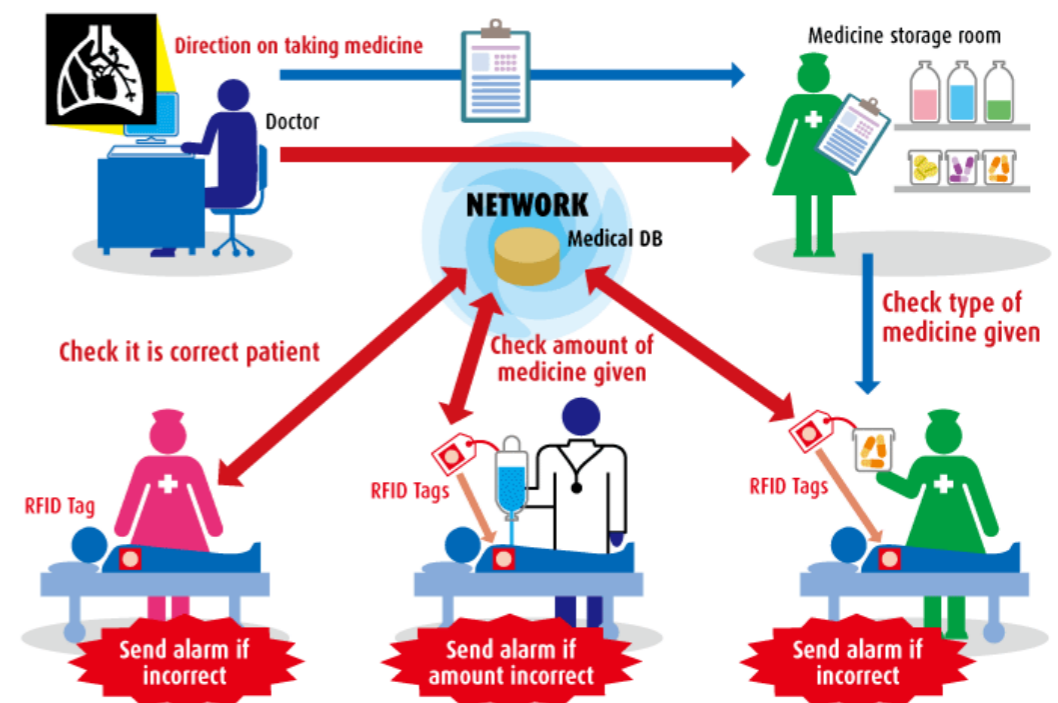 Direction on taking medicine
Medicine storage room
Doctor
NETWORK
Medical DB
Check type of
medicine given
Check it is correct patient
Check amount of
medicine given
RFID Tag
RFID Tags
RFID Tags
Send alarm if
incorrect
Send alarm if
amount incorrect
Send alarm if
incorrect